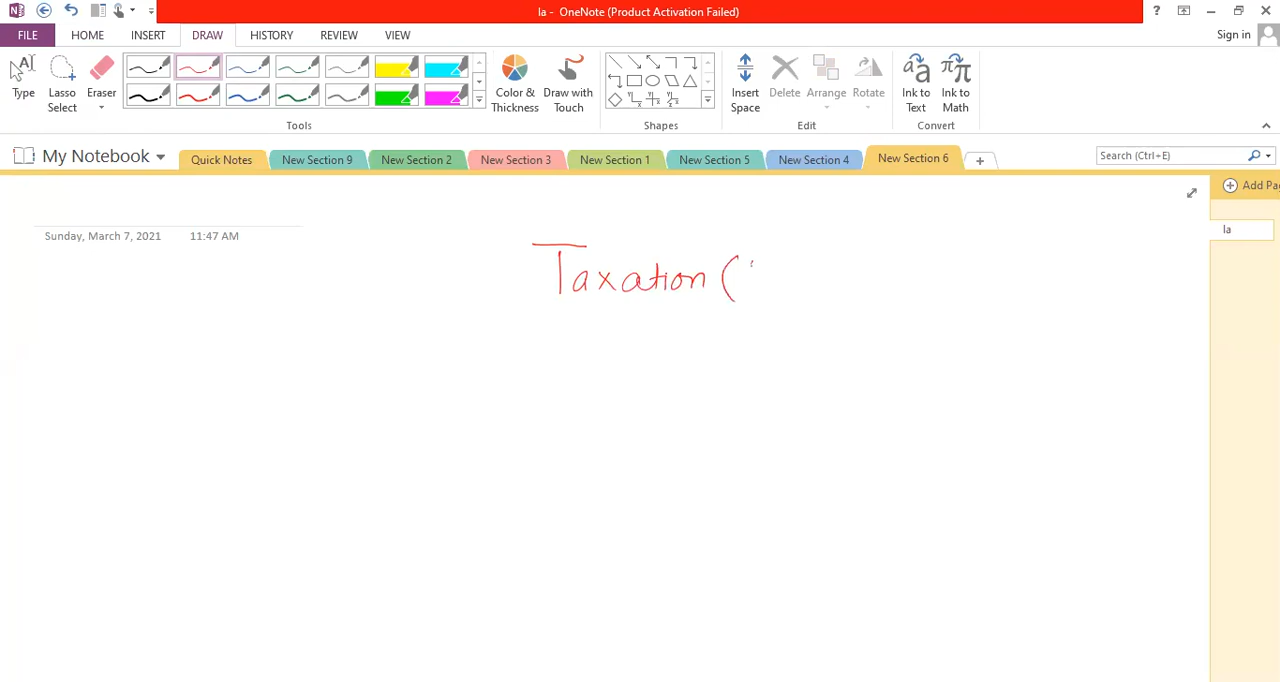 la - OneNote (Product Activation Failed)
?
FILE HOME INSERT DRAW HISTORY REVIEW VIEW
Sign in
Type
Lasso Select
Eraser
Color & Thickness
Draw with Touch
Insert Space
Delete
Arrange
Rotate
Ink to Text
Ink to Math
Tools Shapes Edit Convert
My Notebook
Quick Notes New Section 9 New Section 2 New Section 3 New Section 1 New Section 5 New Section 4 New Section 6
Search (Ctrl+E)
Add Pa
la
Sunday, March 7, 2021 11:47 AM
Taxation (